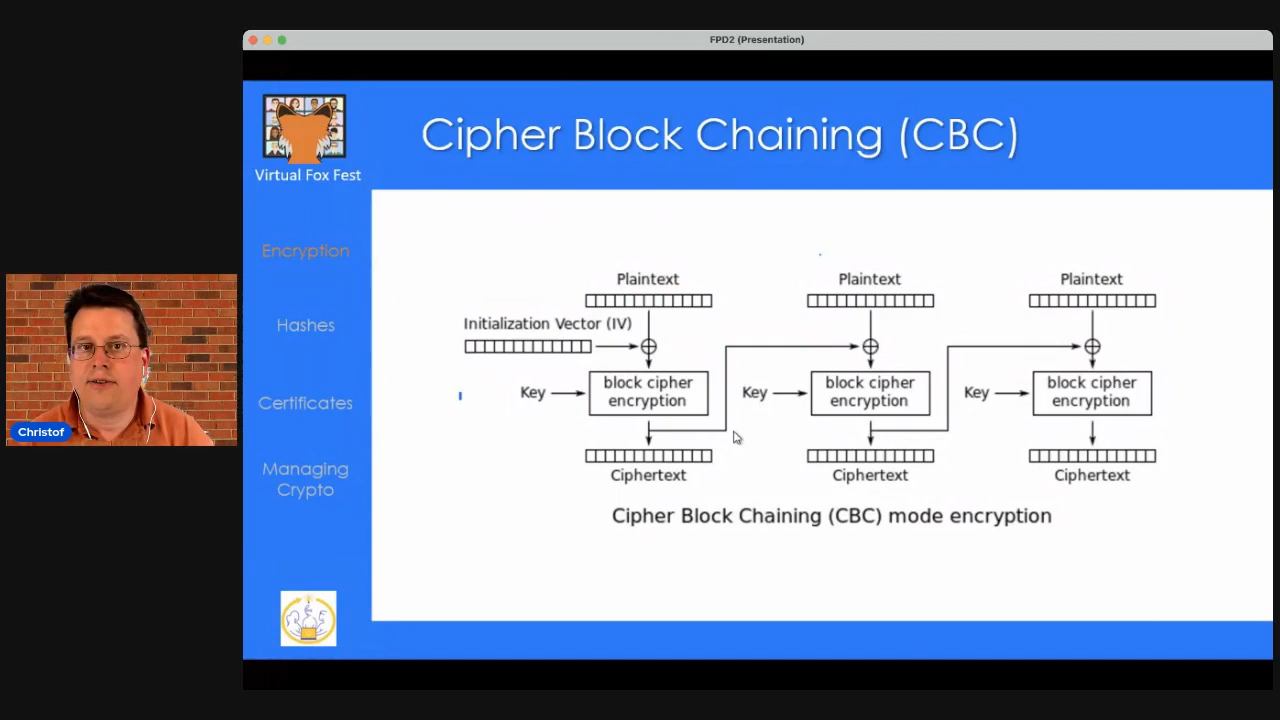 FPD2 (Presentation)
Cipher Block Chaining (CBC)
Virtual Fox Fest
Encryption
Hashes
Certificates
Managing
Crypto
Christof
Plaintext
Plaintext
Plaintext
Initialization Vector (IV)
Key
block cipher
encryption
Key
block cipher
encryption
Key
block cipher
encryption
Ciphertext
Ciphertext
Ciphertext
Cipher Block Chaining (CBC) mode encryption